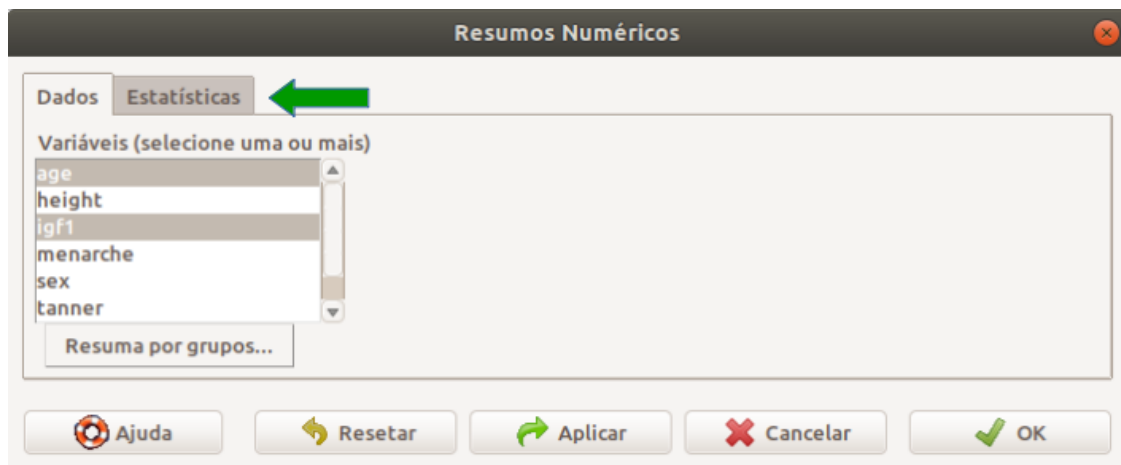 Resumos Numéricos
Dados Estatísticas
Variáveis (selecione uma ou mais)
age
height
igf1
menarche
sex
tanner
Resuma por grupos...
Ajuda Resetar Aplicar Cancelar OK